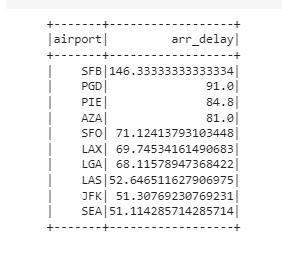 +-------+------------------+
|airport|         arr_delay|
+-------+------------------+
|    SFB|146.33333333333334|
|    PGD|              91.0|
|    PIE|              84.8|
|    AZA|              81.0|
|    SFO| 71.12413793103448|
|    LAX| 69.74534161490683|
|    LGA| 68.11578947368422|
|    LAS|52.646511627906975|
|    JFK| 51.30769230769231|
|    SEA|51.114285714285714|
+-------+------------------+